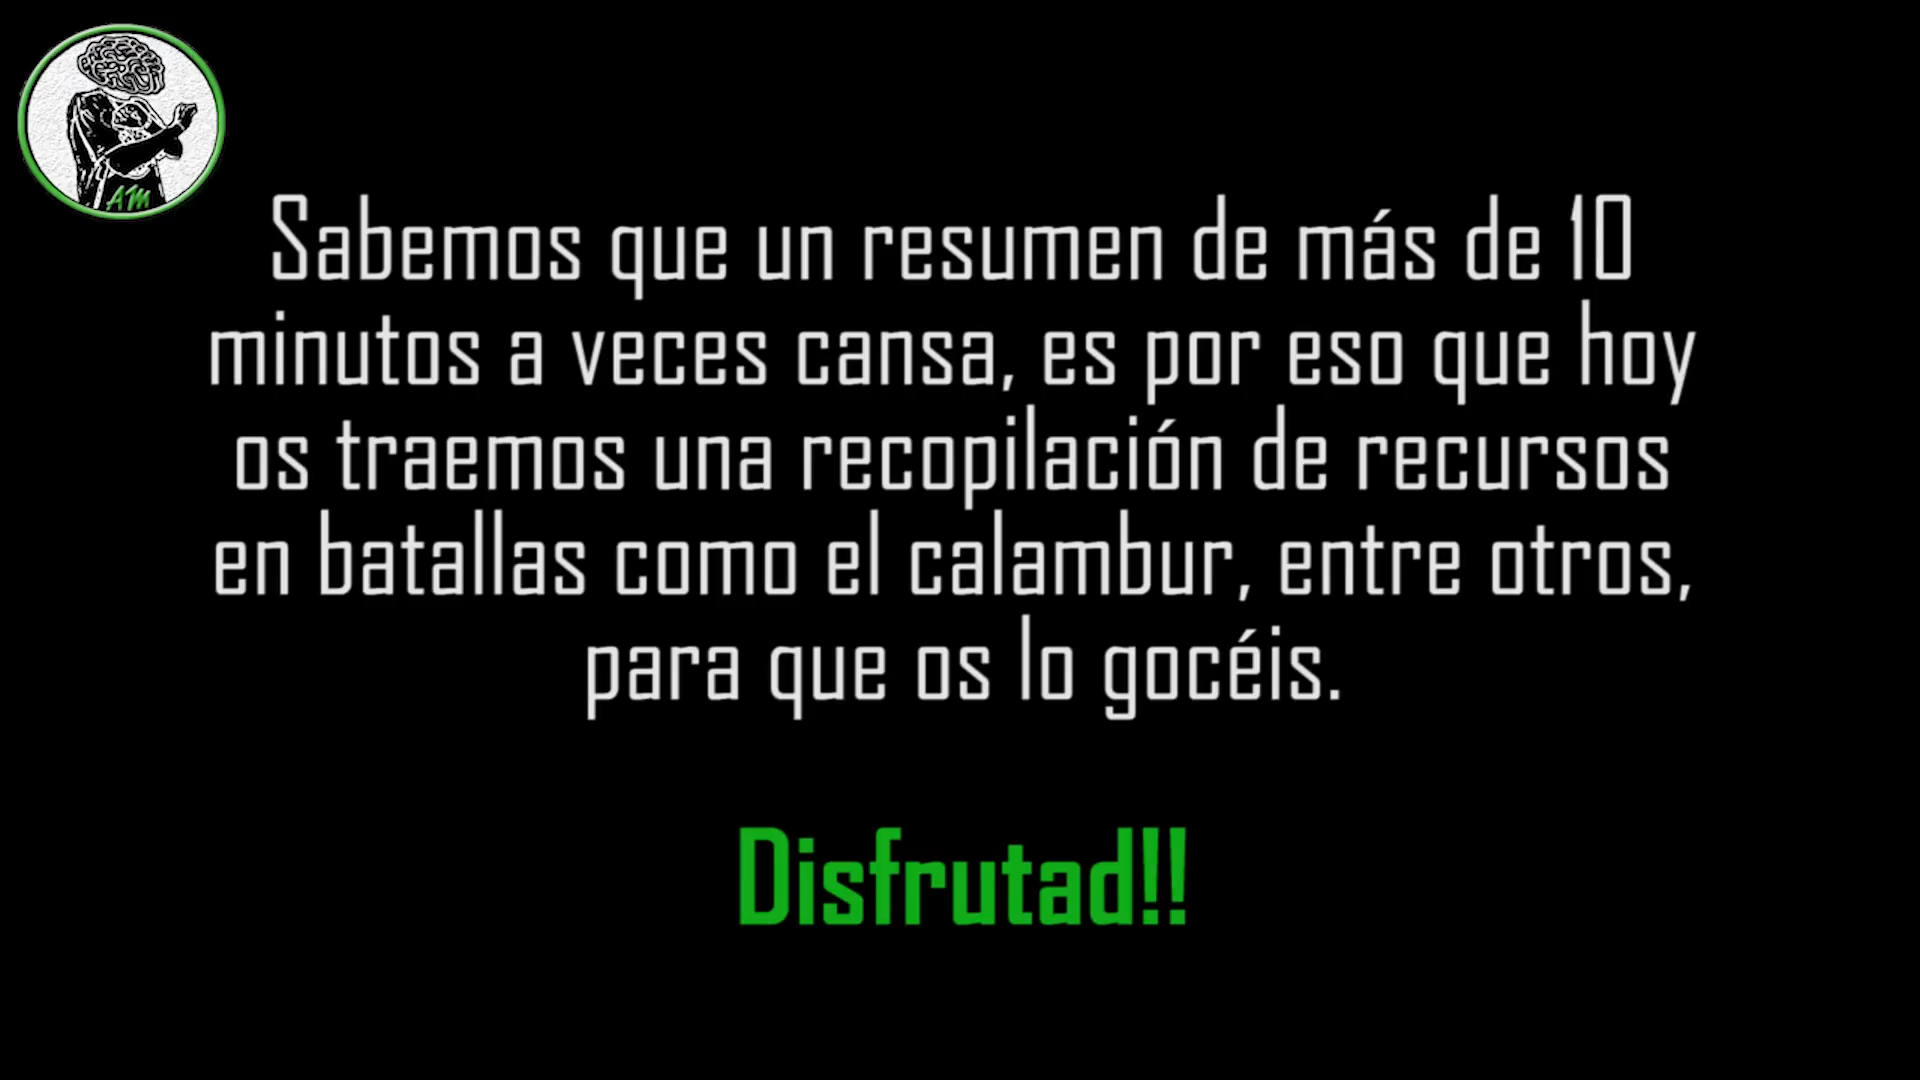 AM
Sabemos que un resumen de más de 10
minutos a veces cansa, es por eso que hoy
os traemos una recopilación de recursos
en batallas como el calambur, entre otros,
para que os lo gocéis.
Disfrutad!!